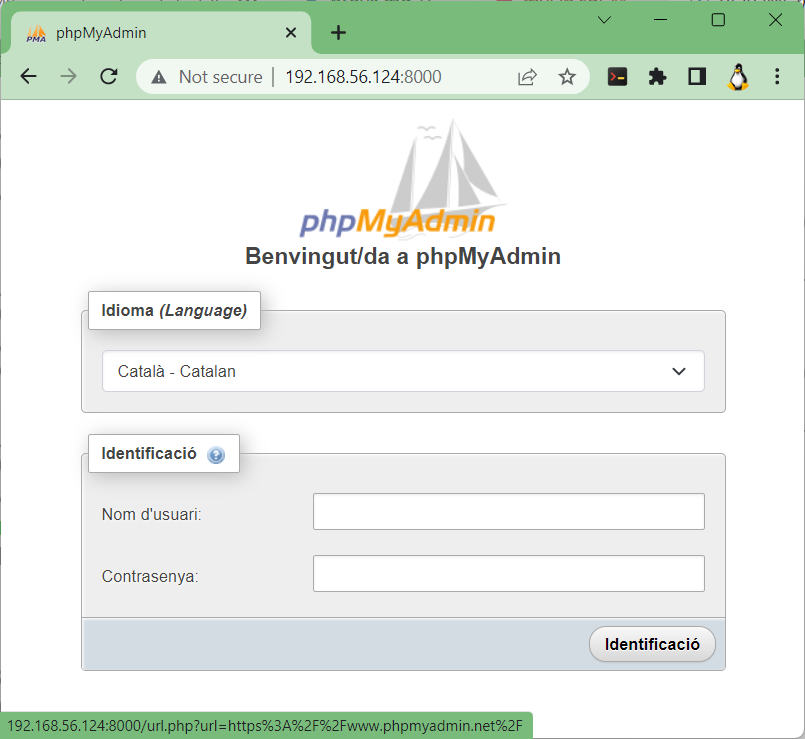 PMA
phpMyAdmin
Not secure | 192.168.56.124:8000
phpMyAdmin
Benvingut/da a phpMyAdmin
Idioma (Language)
Català - Catalan
Identificació
Nom d'usuari:
Contrasenya:
Identificació
192.168.56.124:8000/url.php?url=https%3A%2F%2Fwww.phpmyadmin.net%2F